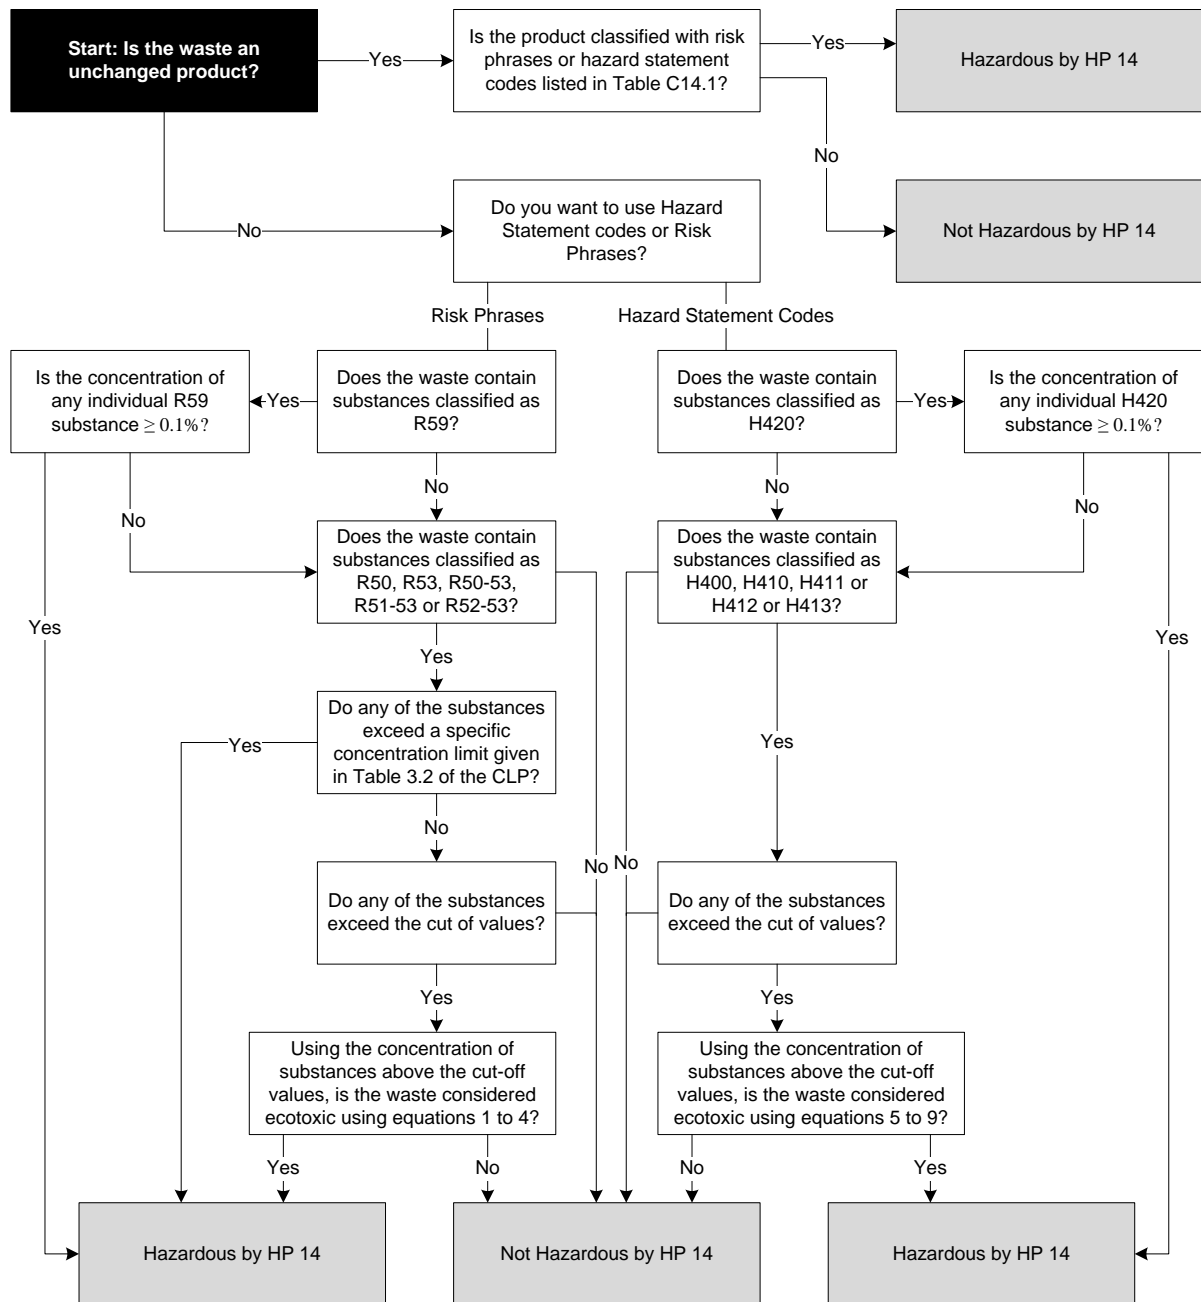 Start: Is the waste an
unchanged product?
Yes
Is the product classified with risk
phrases or hazard statement
codes listed in Table C14.1?
Yes
Hazardous by HP 14
No
Not Hazardous by HP 14
No
Do you want to use Hazard
Statement codes or Risk
Phrases?
Risk Phrases
Hazard Statement Codes
Is the concentration of
any individual R59
substance ≥ 0.1%?
Yes
Does the waste contain
substances classified as
R59?
Does the waste contain
substances classified as
H420?
Yes
Is the concentration of
any individual H420
substance ≥ 0.1%?
No
No
No
No
Does the waste contain
substances classified as
R50, R53, R50-53,
R51-53 or R52-53?
Does the waste contain
substances classified as
H400, H410, H411 or
H412 or H413?
Yes
Yes
Yes
Do any of the substances
exceed a specific
concentration limit given
in Table 3.2 of the CLP?
Yes
Yes
No
No
No
Do any of the substances
exceed the cut of values?
Do any of the substances
exceed the cut of values?
Yes
Yes
Using the concentration of
substances above the cut-off
values, is the waste considered
ecotoxic using equations 1 to 4?
Using the concentration of
substances above the cut-off
values, is the waste considered
ecotoxic using equations 5 to 9?
Yes
No
No
Yes
Hazardous by HP 14
Not Hazardous by HP 14
Hazardous by HP 14